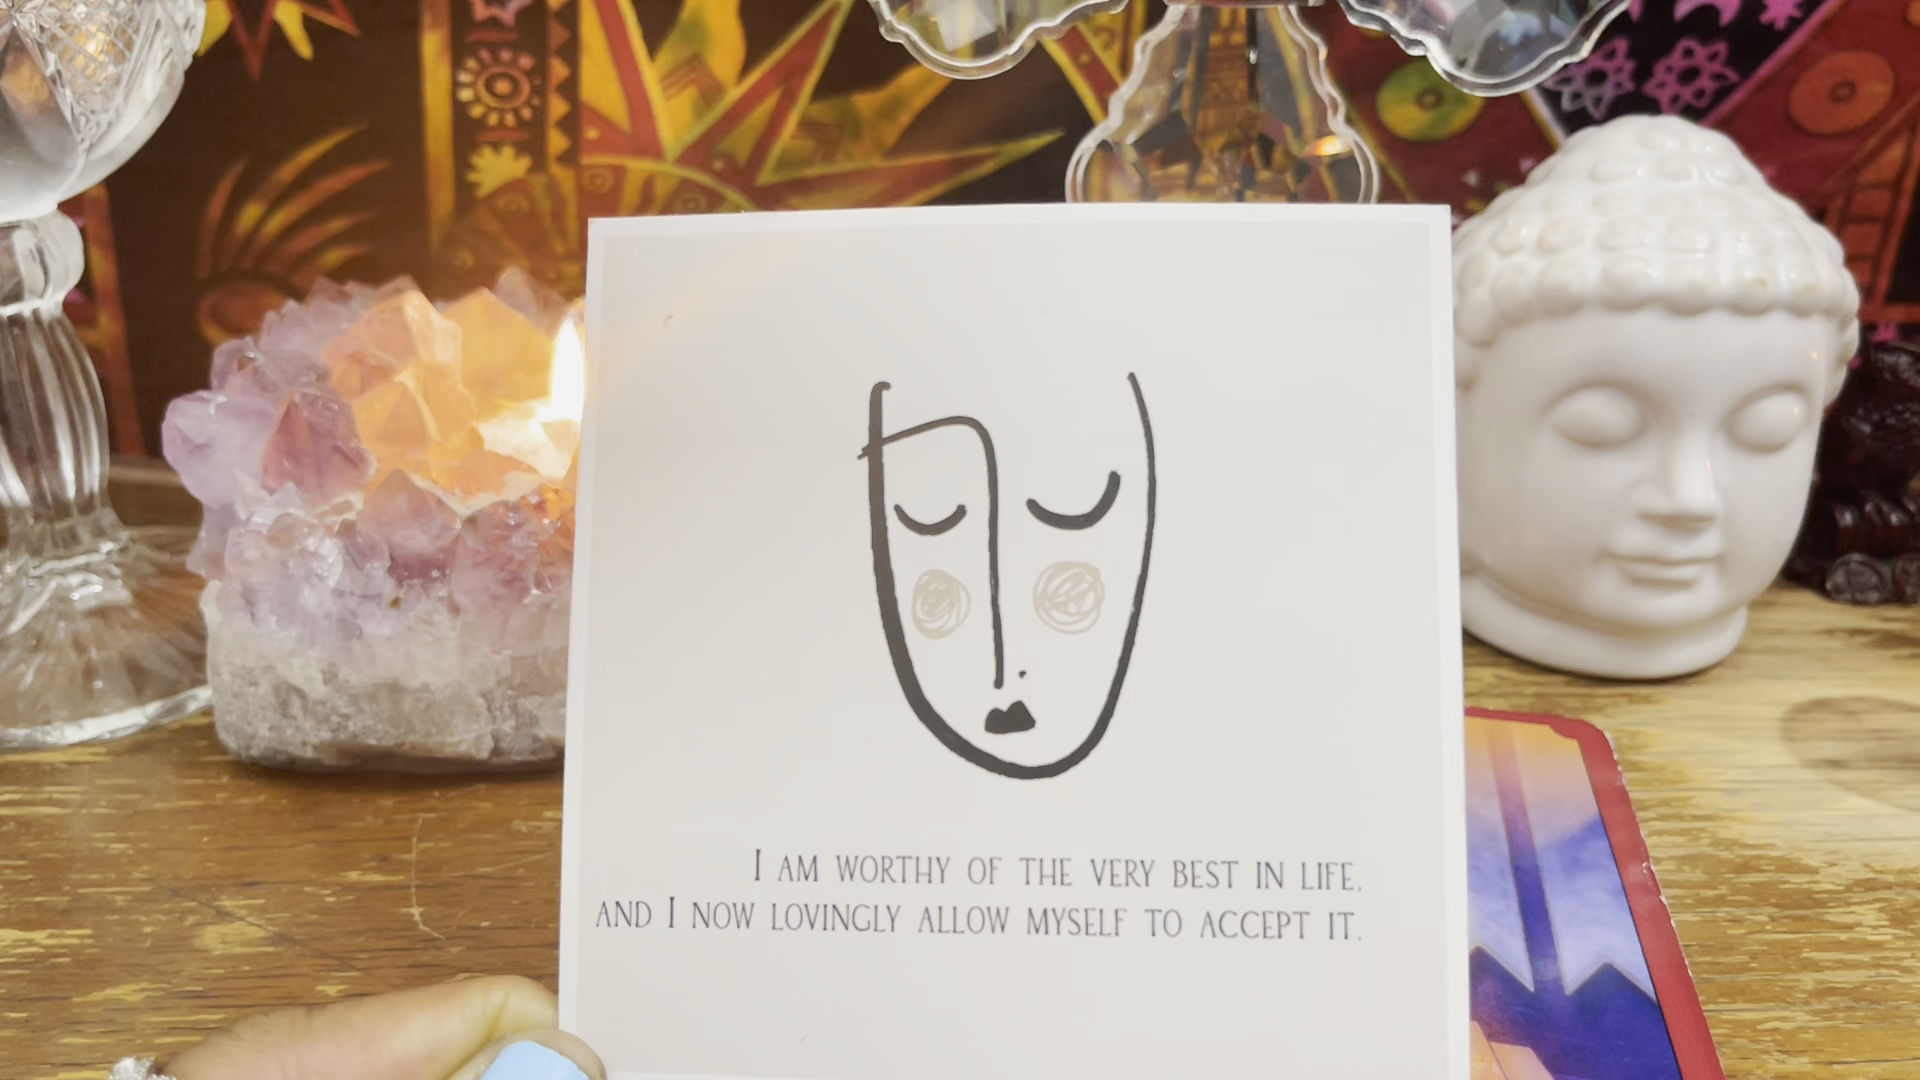 I AM WORTHY OF THE VERY BEST IN LIFE,
AND I NOW LOVINGLY ALLOW MYSELF TO ACCEPT IT.